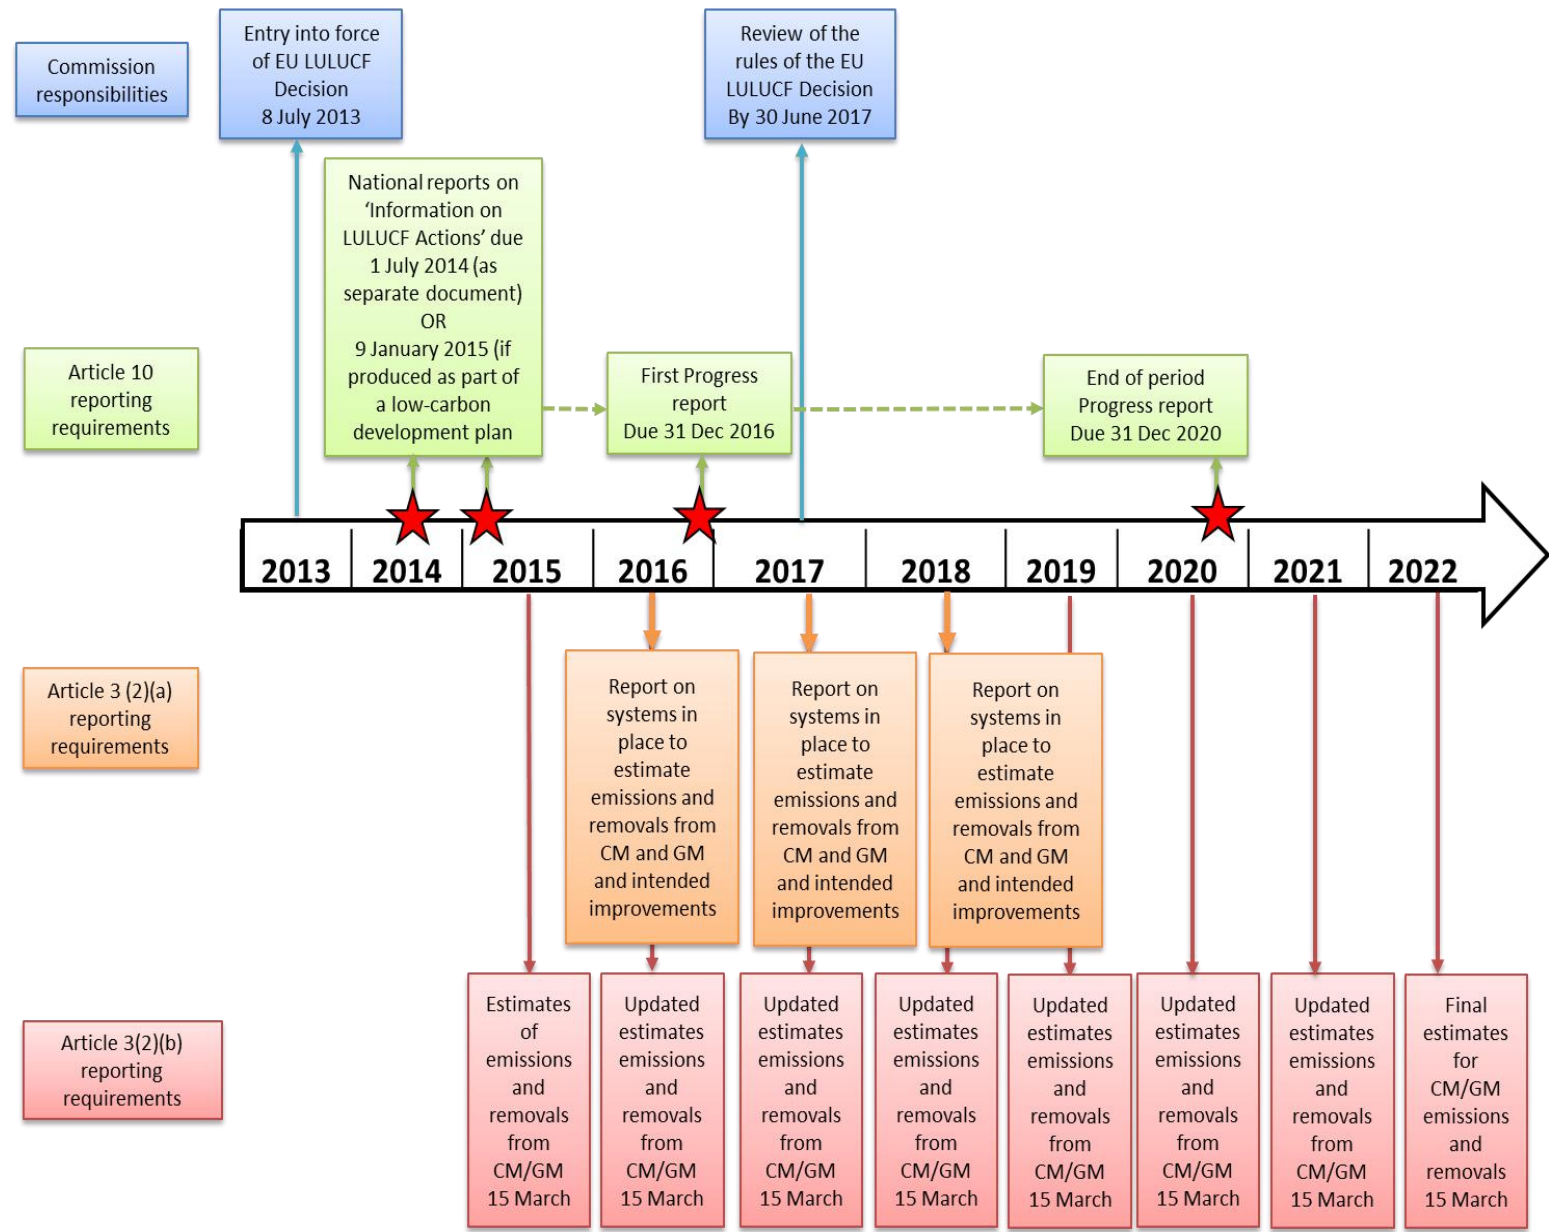 Commission
responsibilities
Entry into force
of EU LULUCF
Decision
8 July 2013
Review of the
rules of the EU
LULUCF Decision
By 30 June 2017
National reports on
‘Information on
LULUCF Actions’ due
1 July 2014 (as
separate document)
OR
9 January 2015 (if
produced as part of
a low-carbon
development plan
Article 10
reporting
requirements
First Progress
report
Due 31 Dec 2016
End of period
Progress report
Due 31 Dec 2020
2013
2014
2015
2016
2017
2018
2019
2020
2021
2022
Article 3 (2)(a)
reporting
requirements
Report on
systems in
place to
estimate
emissions and
removals from
CM and GM
and intended
improvements
Report on
systems in
place to
estimate
emissions and
removals from
CM and GM
and intended
improvements
Report on
systems in
place to
estimate
emissions and
removals from
CM and GM
and intended
improvements
Article 3(2)(b)
reporting
requirements
Estimates
of
emissions
and
removals
from
CM/GM
15 March
Updated
estimates
emissions
and
removals
from
CM/GM
15 March
Updated
estimates
emissions
and
removals
from
CM/GM
15 March
Updated
estimates
emissions
and
removals
from
CM/GM
15 March
Updated
estimates
emissions
and
removals
from
CM/GM
15 March
Updated
estimates
emissions
and
removals
from
CM/GM
15 March
Updated
estimates
emissions
and
removals
from
CM/GM
15 March
Final
estimates
for
CM/GM
emissions
and
removals
15 March